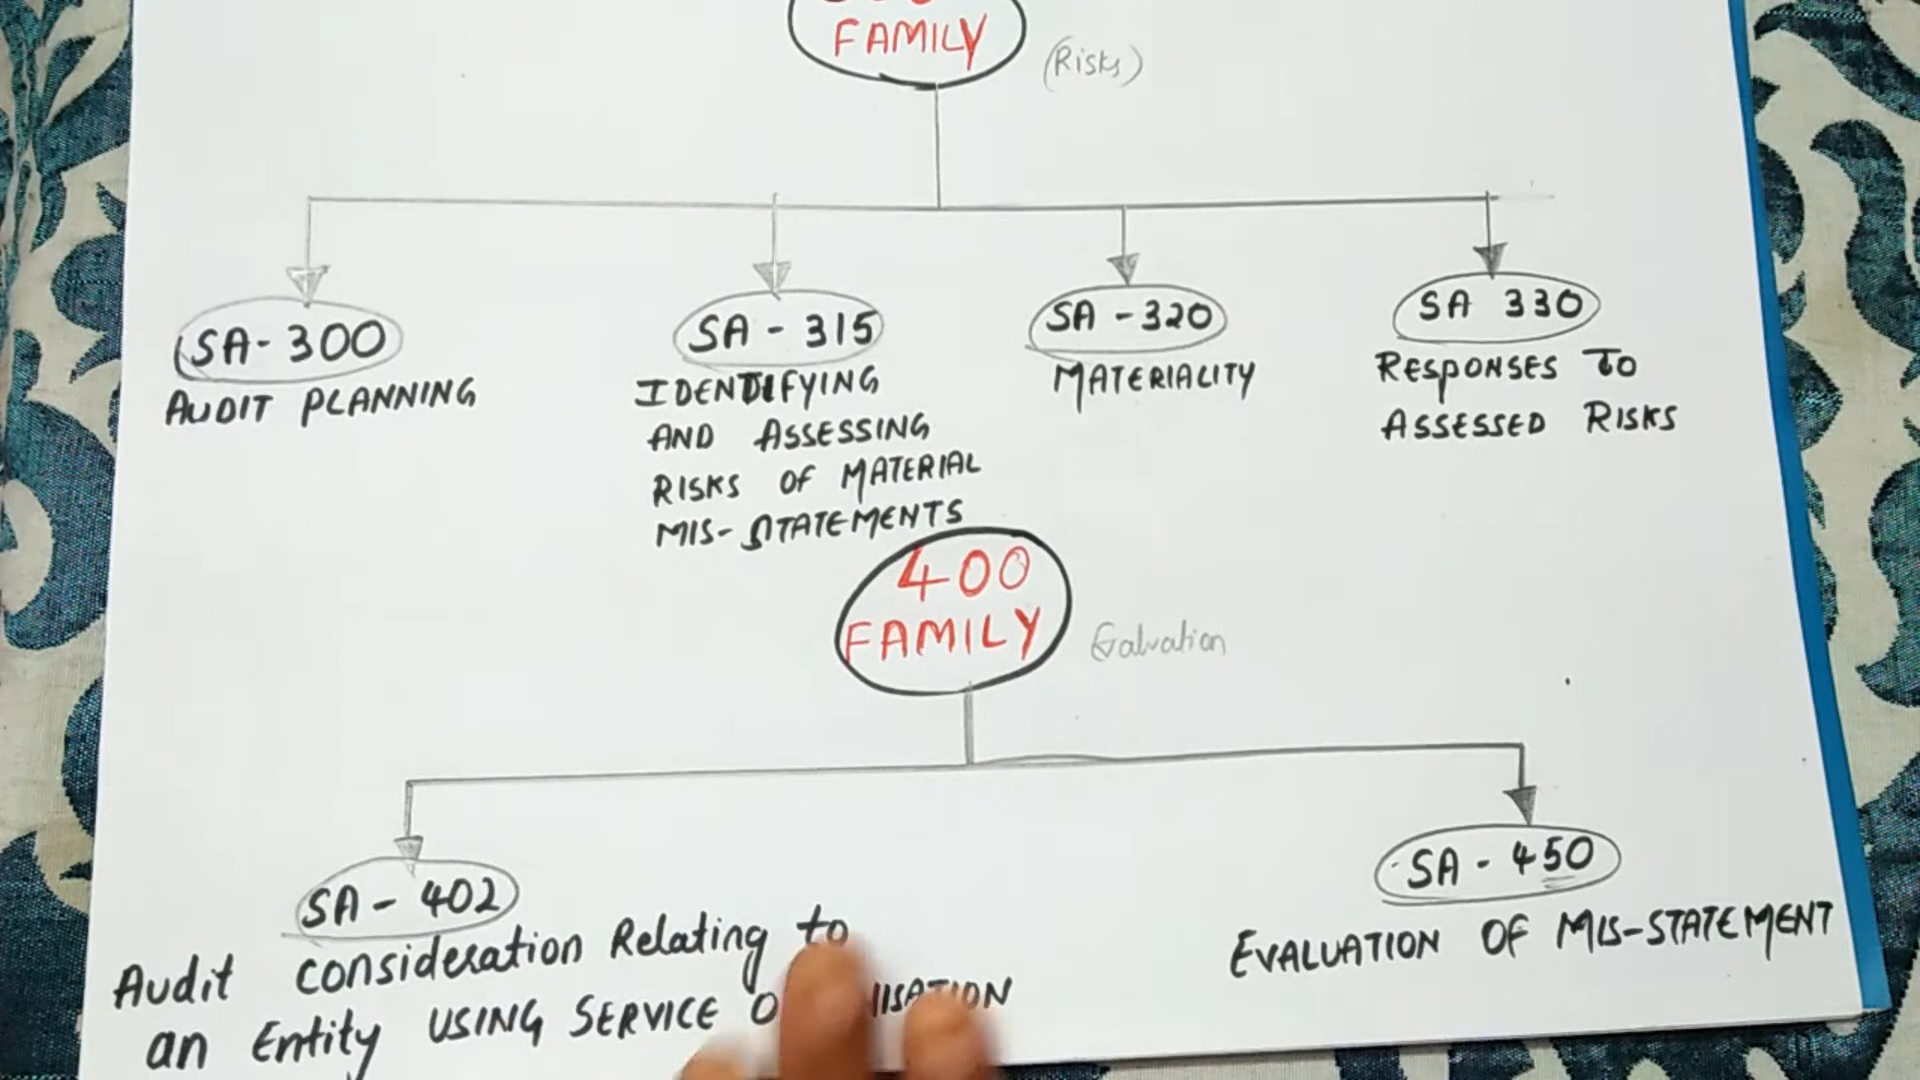 FAMILY
(Risks)
SA-300
AUDIT PLANNING
SA - 315
IDENTIFYING
AND ASSESSING
RISKS OF MATERIAL
MIS-STATEMENTS
SA -320
MATERIALITY
SA 330
RESPONSES TO
ASSESSED RISKS
400
FAMILY
Evaluation
SA - 402
Audit consideration Relating to
an Entity USING SERVICE
SA - 450
EVALUATION OF MIS-STATEMENT